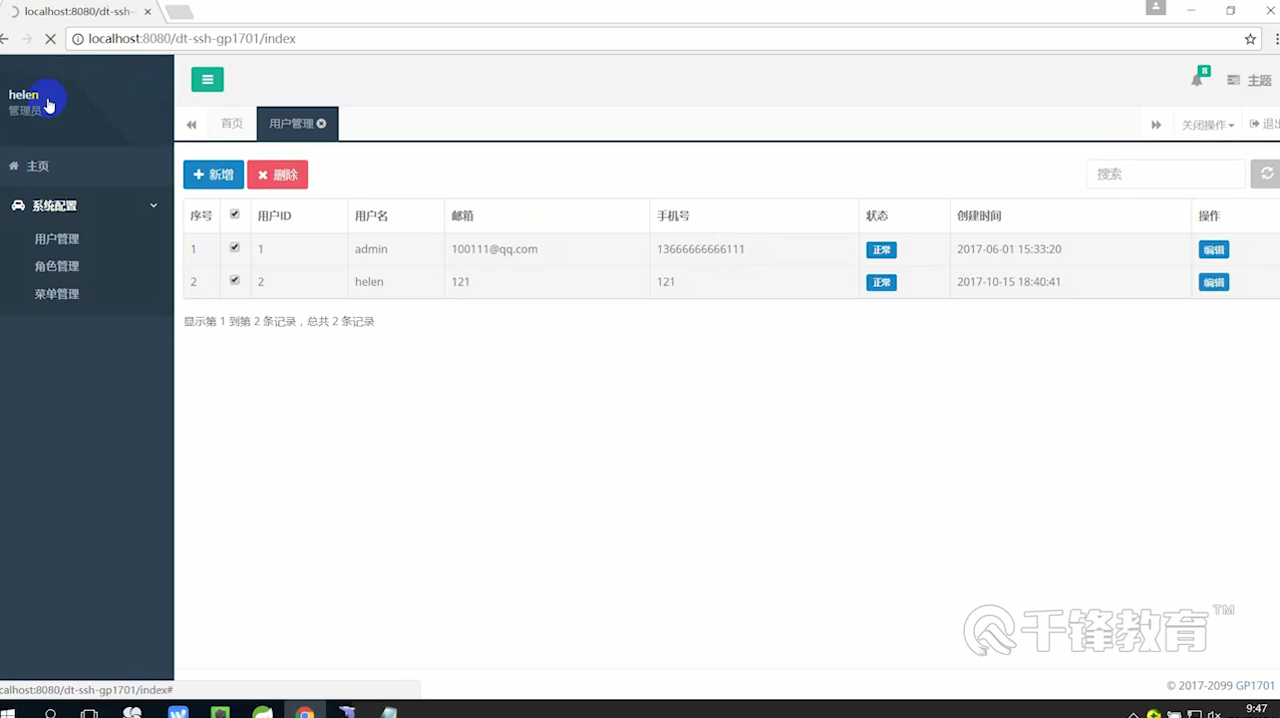 localhost:8080/dt-ssh-
localhost:8080/dt-ssh-gp1701/index
helen
管理员
8
主题
首页
用户管理
关闭操作
退出
主页
系统配置
用户管理
角色管理
菜单管理
新增
删除
搜索
序号 用户ID 用户名 邮箱 手机号 状态 创建时间 操作
1 1 admin 100111@qq.com 13666666666111 正常 2017-06-01 15:33:20 编辑
2 2 helen 121 121 正常 2017-10-15 18:40:41 编辑
显示第 1 到第 2 条记录，总共 2 条记录
千锋教育™
© 2017-2099 GP1701
calhost:8080/dt-ssh-gp1701/index#
9:47